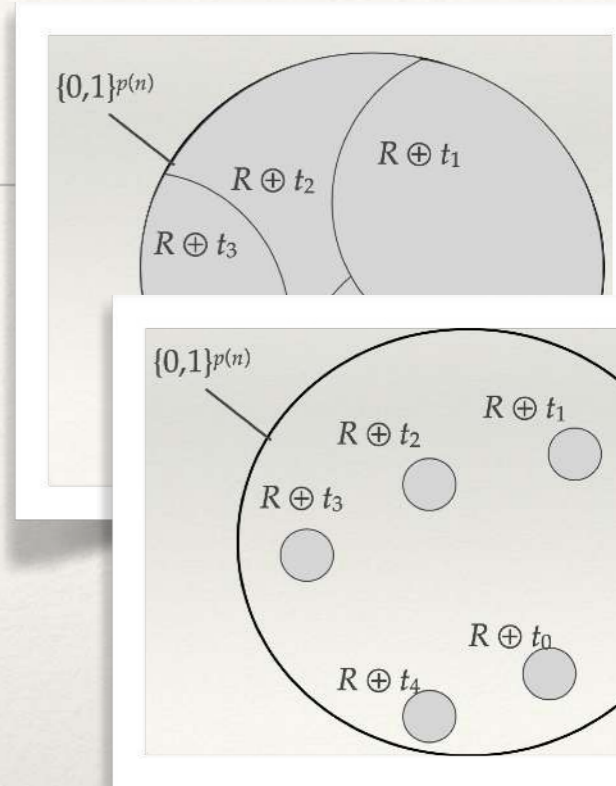 {0,1}p(n)
R ⊕ t1
R ⊕ t2
R ⊕ t3
{0,1}p(n)
R ⊕ t1
R ⊕ t2
R ⊕ t3
R ⊕ t0
R ⊕ t4